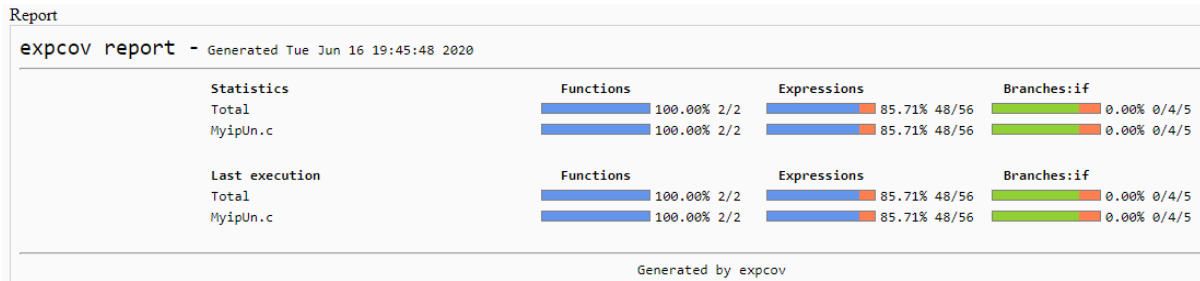 Report
expcov report - Generated Tue Jun 16 19:45:48 2020
Statistics Functions Expressions Branches:if
Total 100.00% 2/2 85.71% 48/56 0.00% 0/4/5
MyipUn.c 100.00% 2/2 85.71% 48/56 0.00% 0/4/5
Last execution Functions Expressions Branches:if
Total 100.00% 2/2 85.71% 48/56 0.00% 0/4/5
MyipUn.c 100.00% 2/2 85.71% 48/56 0.00% 0/4/5
Generated by expcov